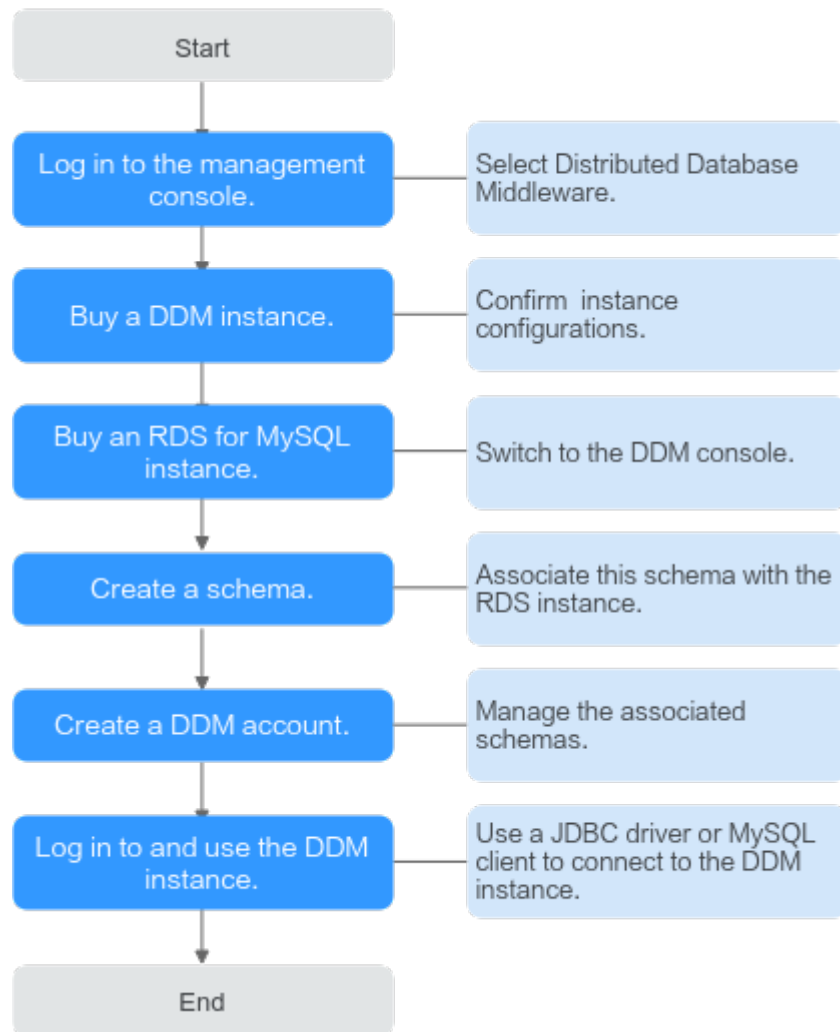 Start
Log in to the management
console.
Select Distributed Database
Middleware.
Buy a DDM instance.
Confirm  instance
configurations.
Buy an RDS for MySQL
instance.
Switch to the DDM console.
Create a schema.
Associate this schema with the
RDS instance.
Create a DDM account.
Manage the associated
schemas.
Log in to and use the DDM
instance.
Use a JDBC driver or MySQL
client to connect to the DDM
instance.
End